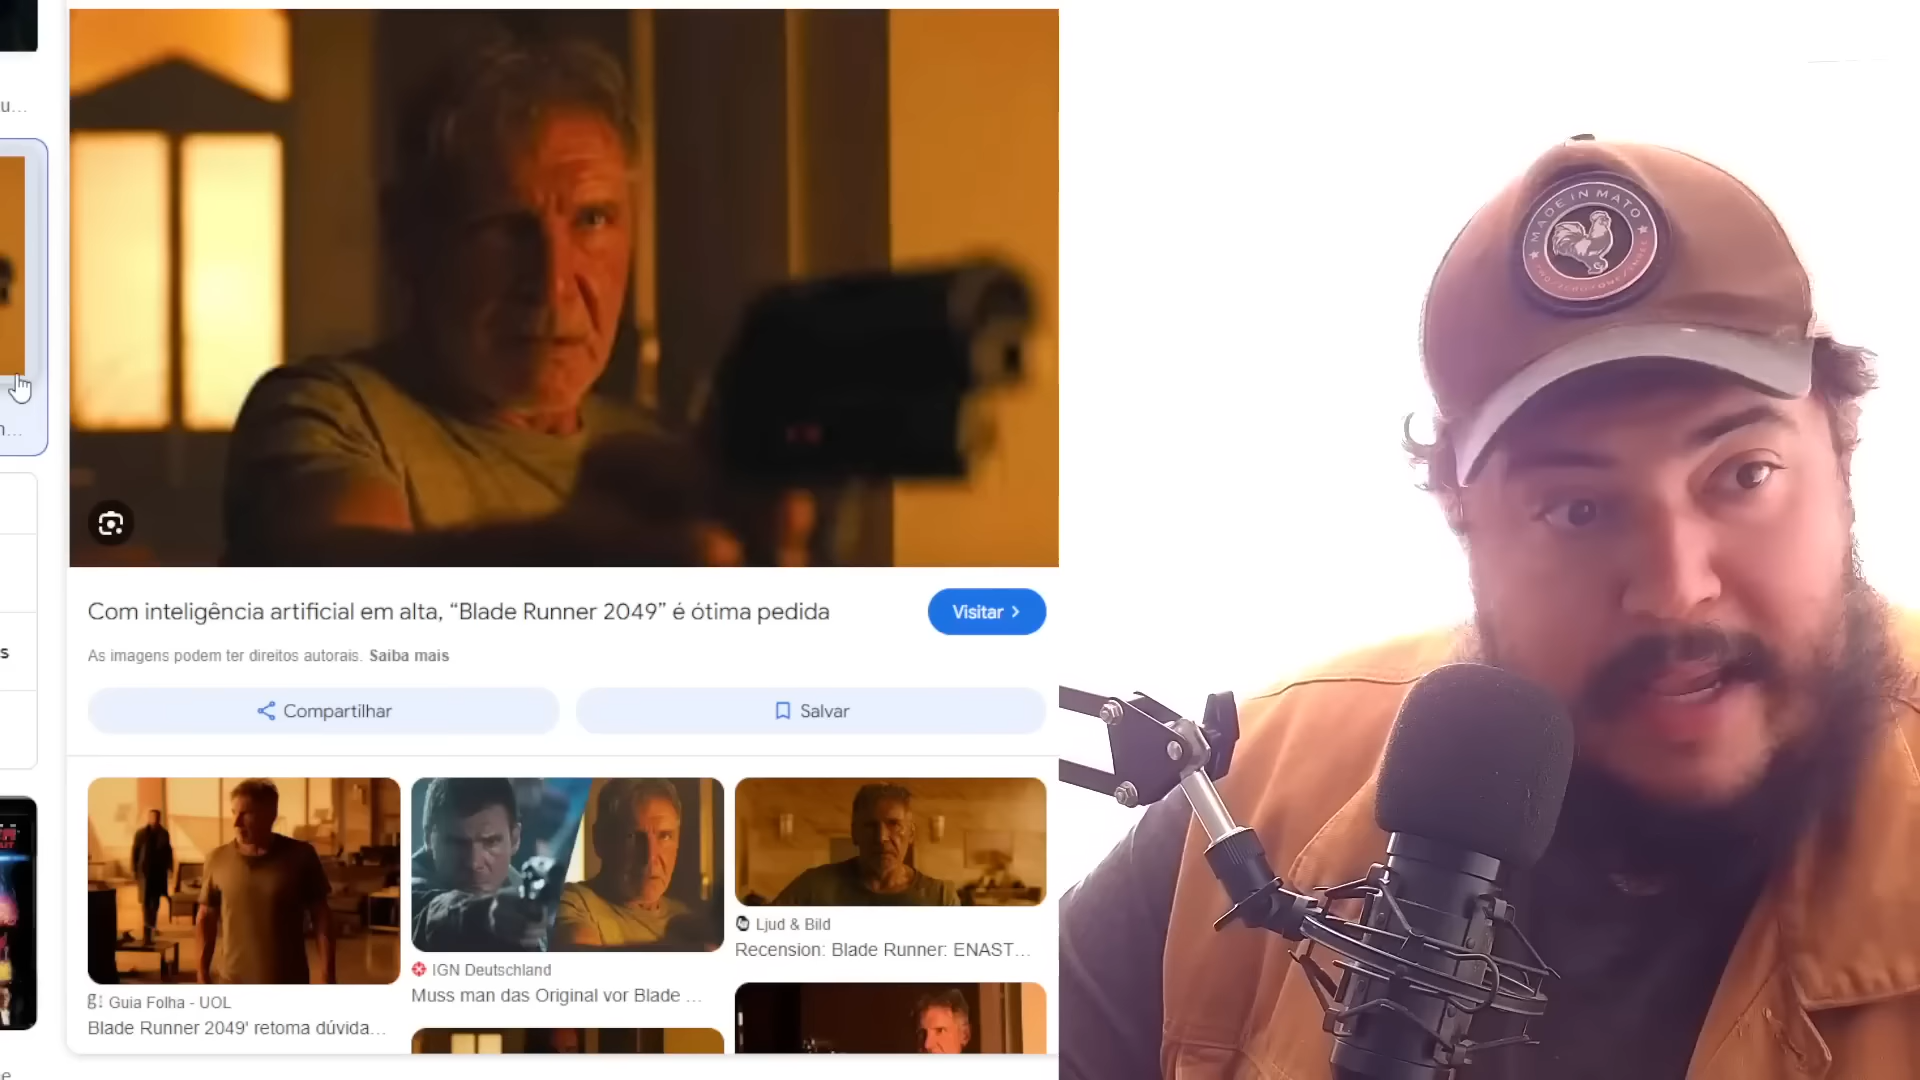 u...
n...
s
Com inteligência artificial em alta, “Blade Runner 2049” é ótima pedida
Visitar
As imagens podem ter direitos autorais. Saiba mais
Compartilhar
Salvar
Guia Folha - UOL
Blade Runner 2049' retoma dúvida...
IGN Deutschland
Muss man das Original vor Blade ...
Ljud & Bild
Recension: Blade Runner: ENAST...
MADE IN MATO